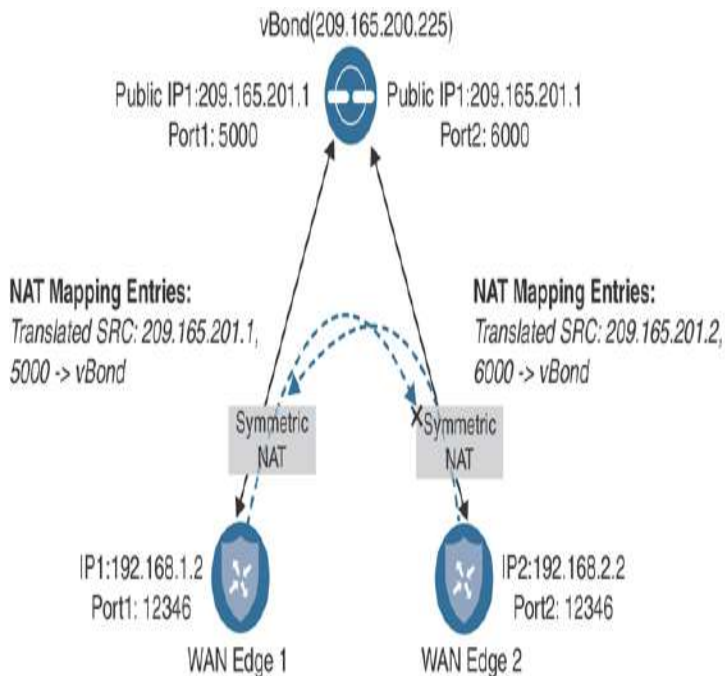 vBond(209.165.200.225)
Public IP1:209.165.201.1
Port1: 5000
Public IP1:209.165.201.1
Port2: 6000
NAT Mapping Entries:
Translated SRC: 209.165.201.1,
5000 -> vBond
NAT Mapping Entries:
Translated SRC: 209.165.201.2,
6000 -> vBond
Symmetric
NAT
X
Symmetric
NAT
IP1:192.168.1.2
Port1: 12346
WAN Edge 1
IP2:192.168.2.2
Port2: 12346
WAN Edge 2